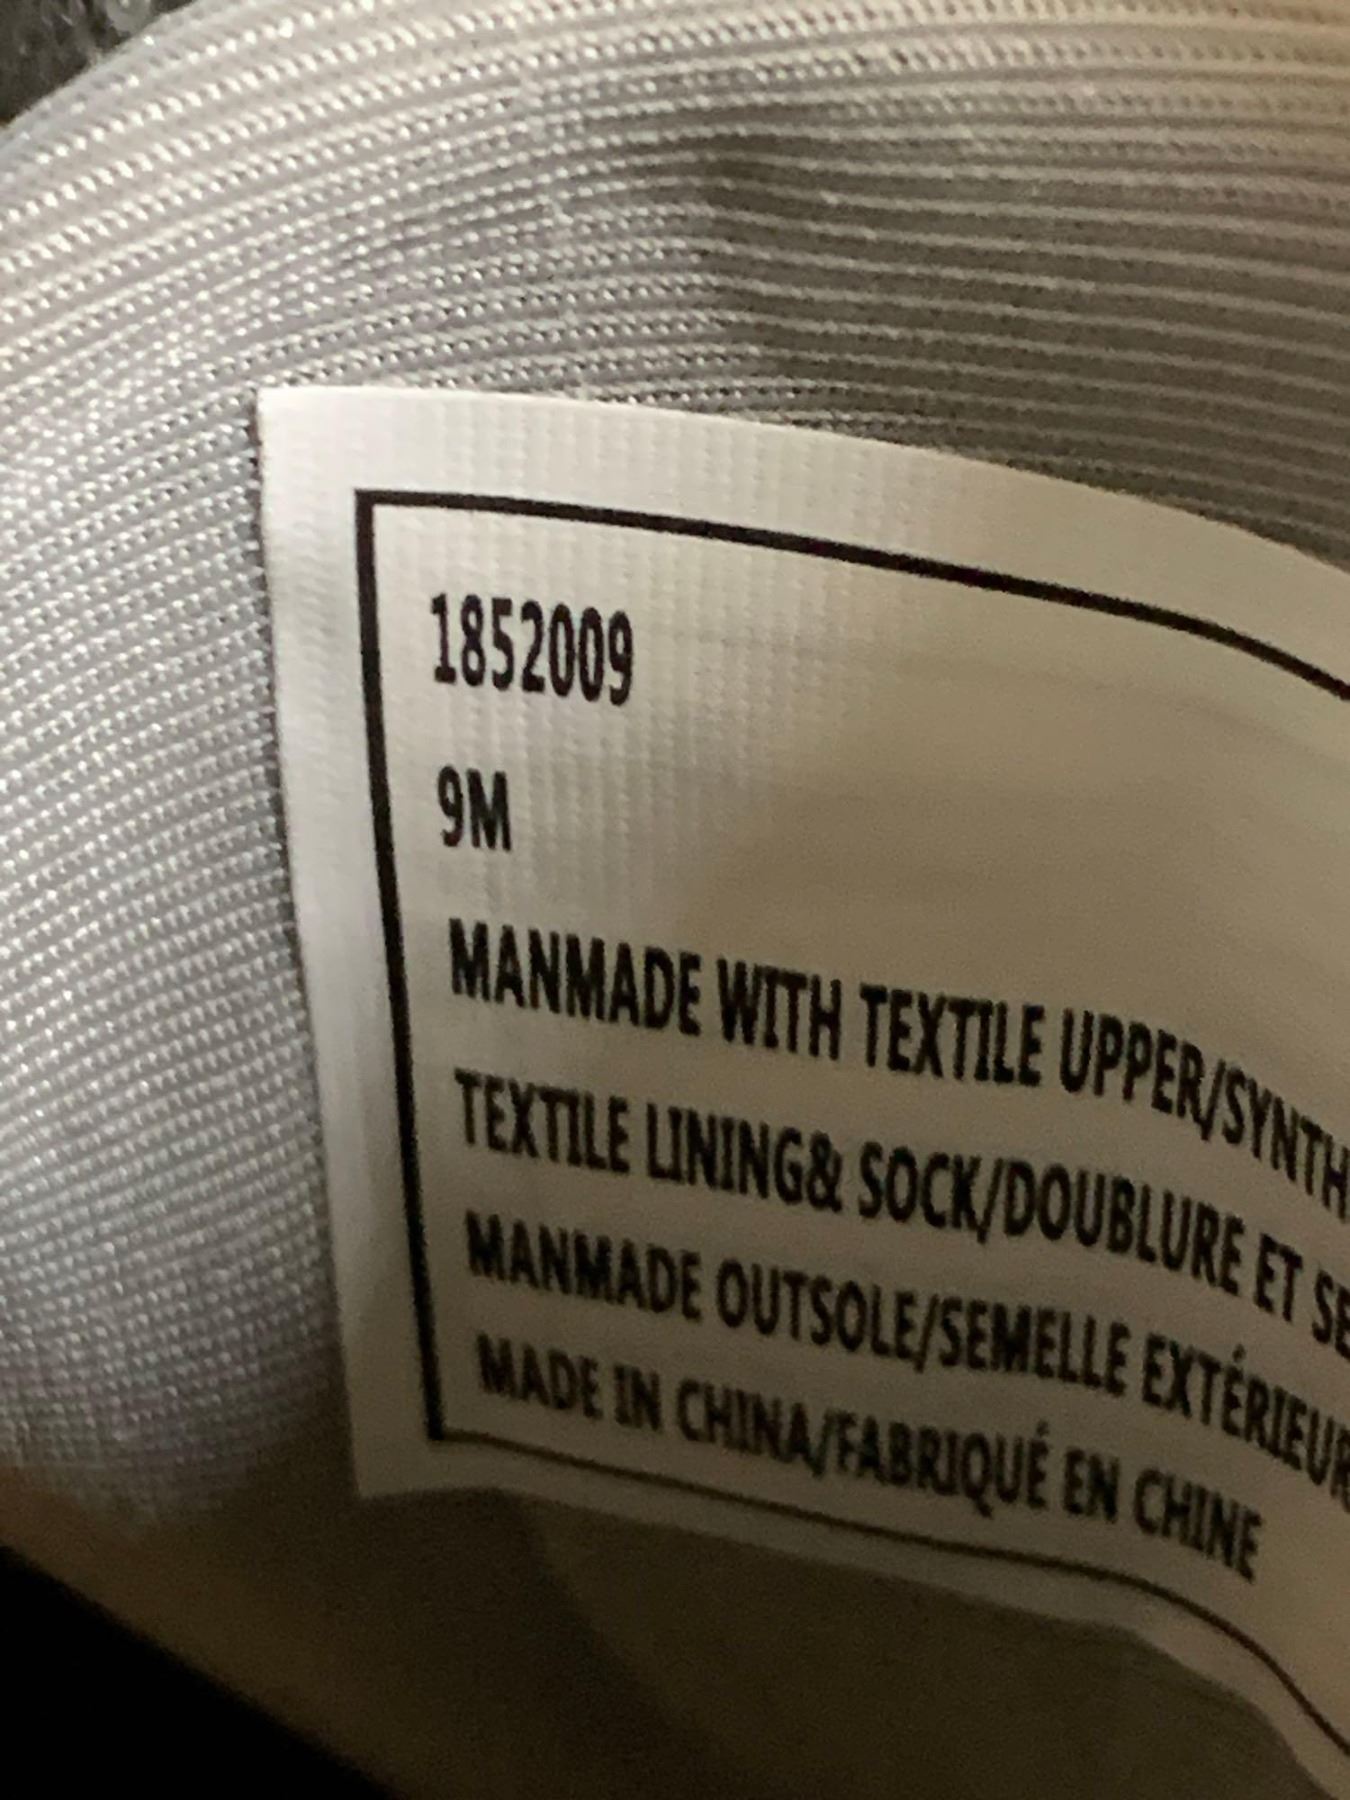 1852009
9M
MANMADE WITH TEXTILE UPPER/SYNTH
TEXTILE LINING& SOCK/DOUBLURE ET SE
MANMADE OUTSOLE/SEMELLE EXTÉRIEUR
MADE IN CHINA/FABRIQUÉ EN CHINE